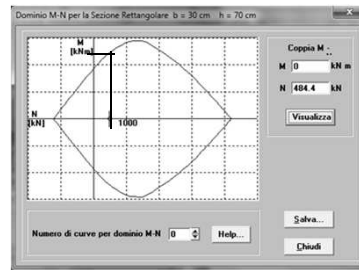 Dominio M-N per la Sezione Rettangolare b = 30 cm h = 70 cm
M
[kNm]
N
[kN]
1000
Coppia M -
M 0 kN m
N 484.4 kN
Visualizza
Numero di curve per dominio M-N 0 Help...
Salva...
Chiudi